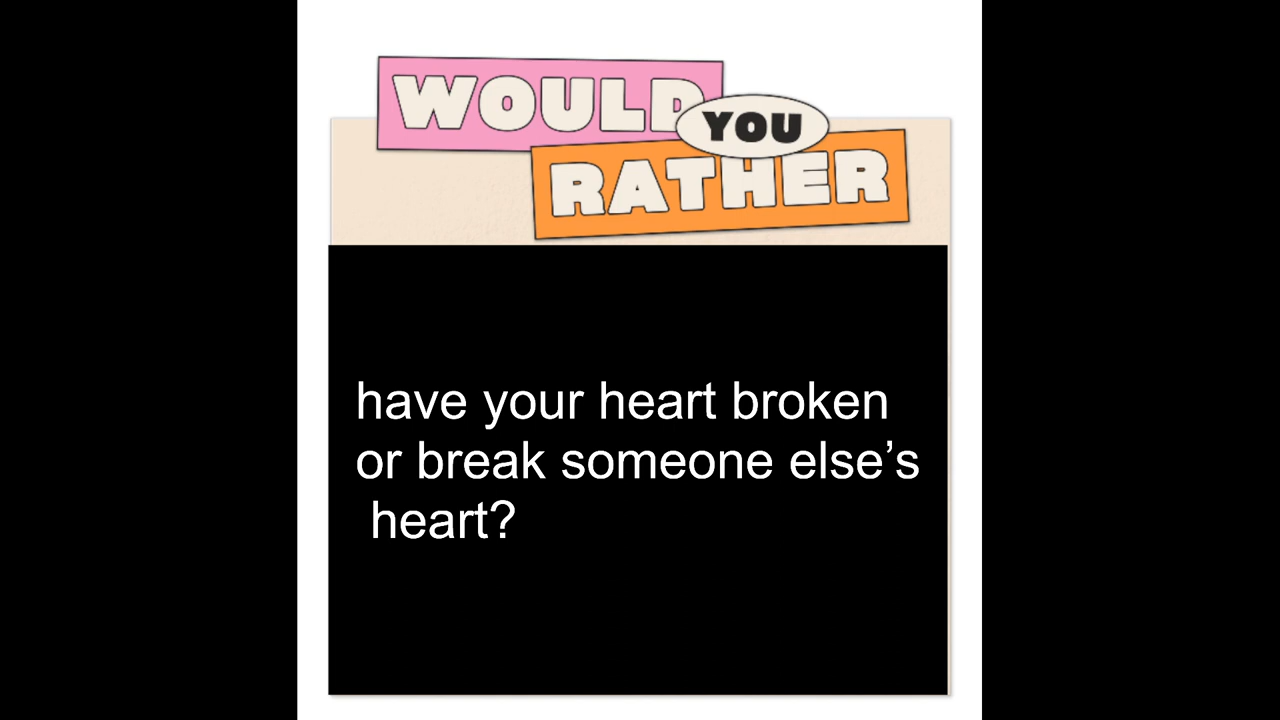 WOULD
YOU
RATHER
have your heart broken
or break someone else’s
heart?